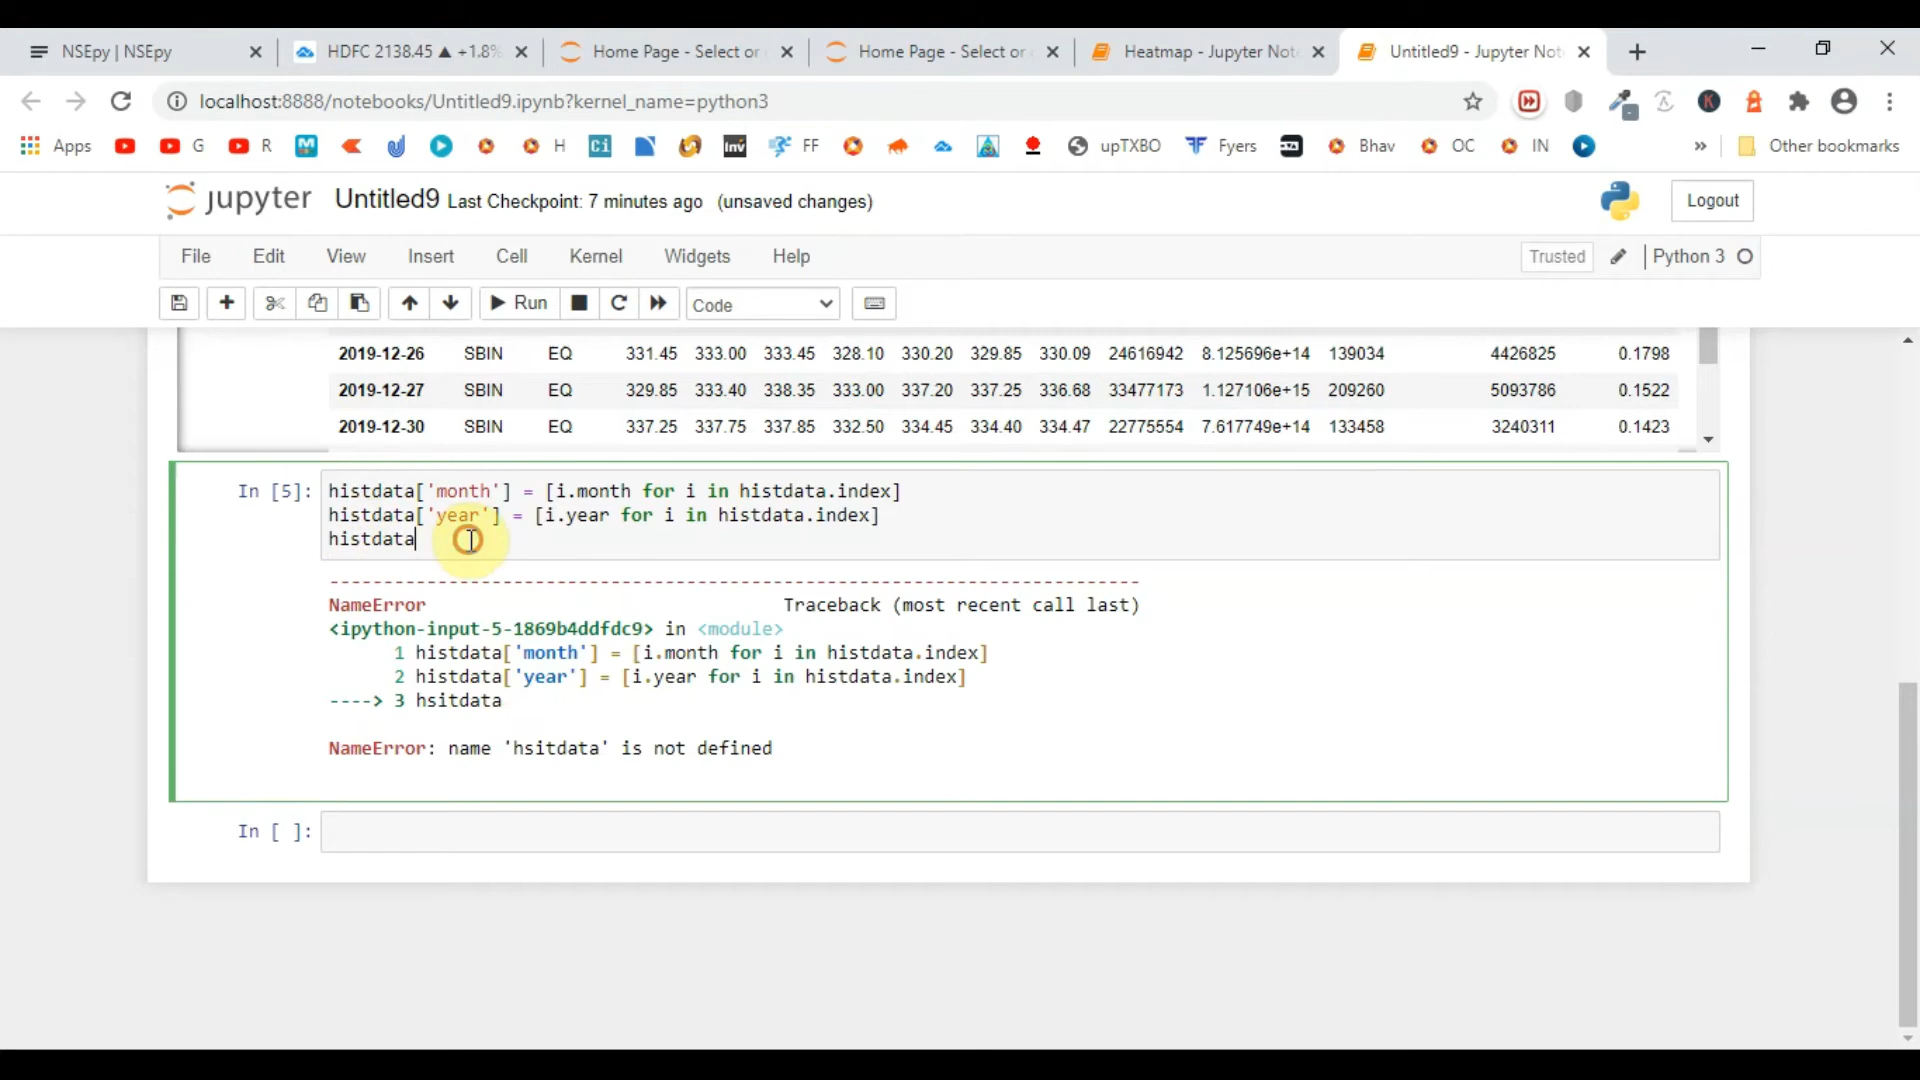 NSEpy | NSEpy
HDFC 2138.45 ▲ +1.8%
Home Page - Select or
Home Page - Select or
Heatmap - Jupyter Not
Untitled9 - Jupyter Not
localhost:8888/notebooks/Untitled9.ipynb?kernel_name=python3
K
Apps G R M H Ci Inv FF upTXBO Fyers Bhav OC IN » Other bookmarks
jupyter Untitled9 Last Checkpoint: 7 minutes ago (unsaved changes) Logout
File Edit View Insert Cell Kernel Widgets Help Trusted Python 3
Run Code
2019-12-26 SBIN EQ 331.45 333.00 333.45 328.10 330.20 329.85 330.09 24616942 8.125696e+14 139034 4426825 0.1798
2019-12-27 SBIN EQ 329.85 333.40 338.35 333.00 337.20 337.25 336.68 33477173 1.127106e+15 209260 5093786 0.1522
2019-12-30 SBIN EQ 337.25 337.75 337.85 332.50 334.45 334.40 334.47 22775554 7.617749e+14 133458 3240311 0.1423
In [5]: histdata['month'] = [i.month for i in histdata.index]
histdata['year'] = [i.year for i in histdata.index]
histdata
---------------------------------------------------------------------------
NameError Traceback (most recent call last)
<ipython-input-5-1869b4ddfdc9> in <module>
1 histdata['month'] = [i.month for i in histdata.index]
2 histdata['year'] = [i.year for i in histdata.index]
----> 3 hsitdata
NameError: name 'hsitdata' is not defined
In [ ]: